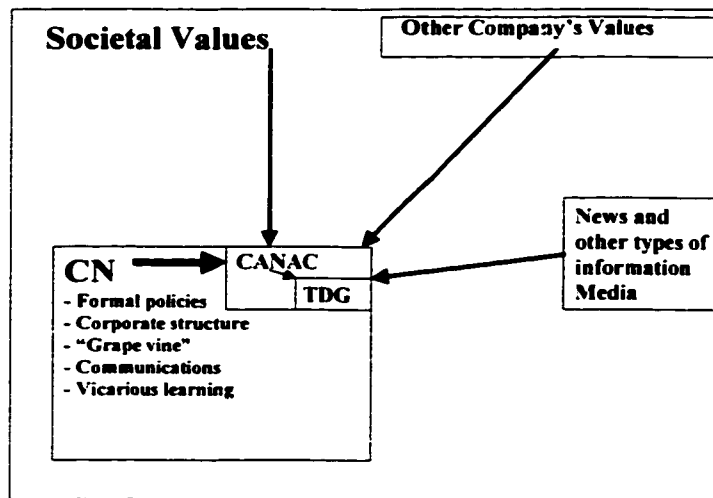 Societal Values
Other Company's Values
News and
other types of
information
Media
CN
CANAC
TDG
- Formal policies
- Corporate structure
- "Grape vine"
- Communications
- Vicarious learning